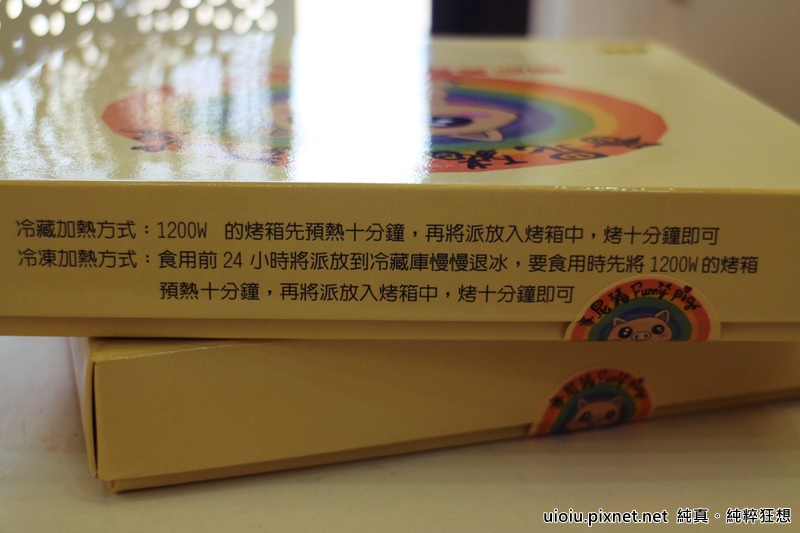 冷藏加熱方式：1200W 的烤箱先預熱十分鐘，再將派放入烤箱中，烤十分鐘即可
冷凍加熱方式：食用前 24 小時將派放到冷藏庫慢慢退冰，要食用時先將 1200W 的烤箱
預熱十分鐘，再將派放入烤箱中，烤十分鐘即可
Funny pigs
uioiu.pixnet.net 純真。純粹狂想